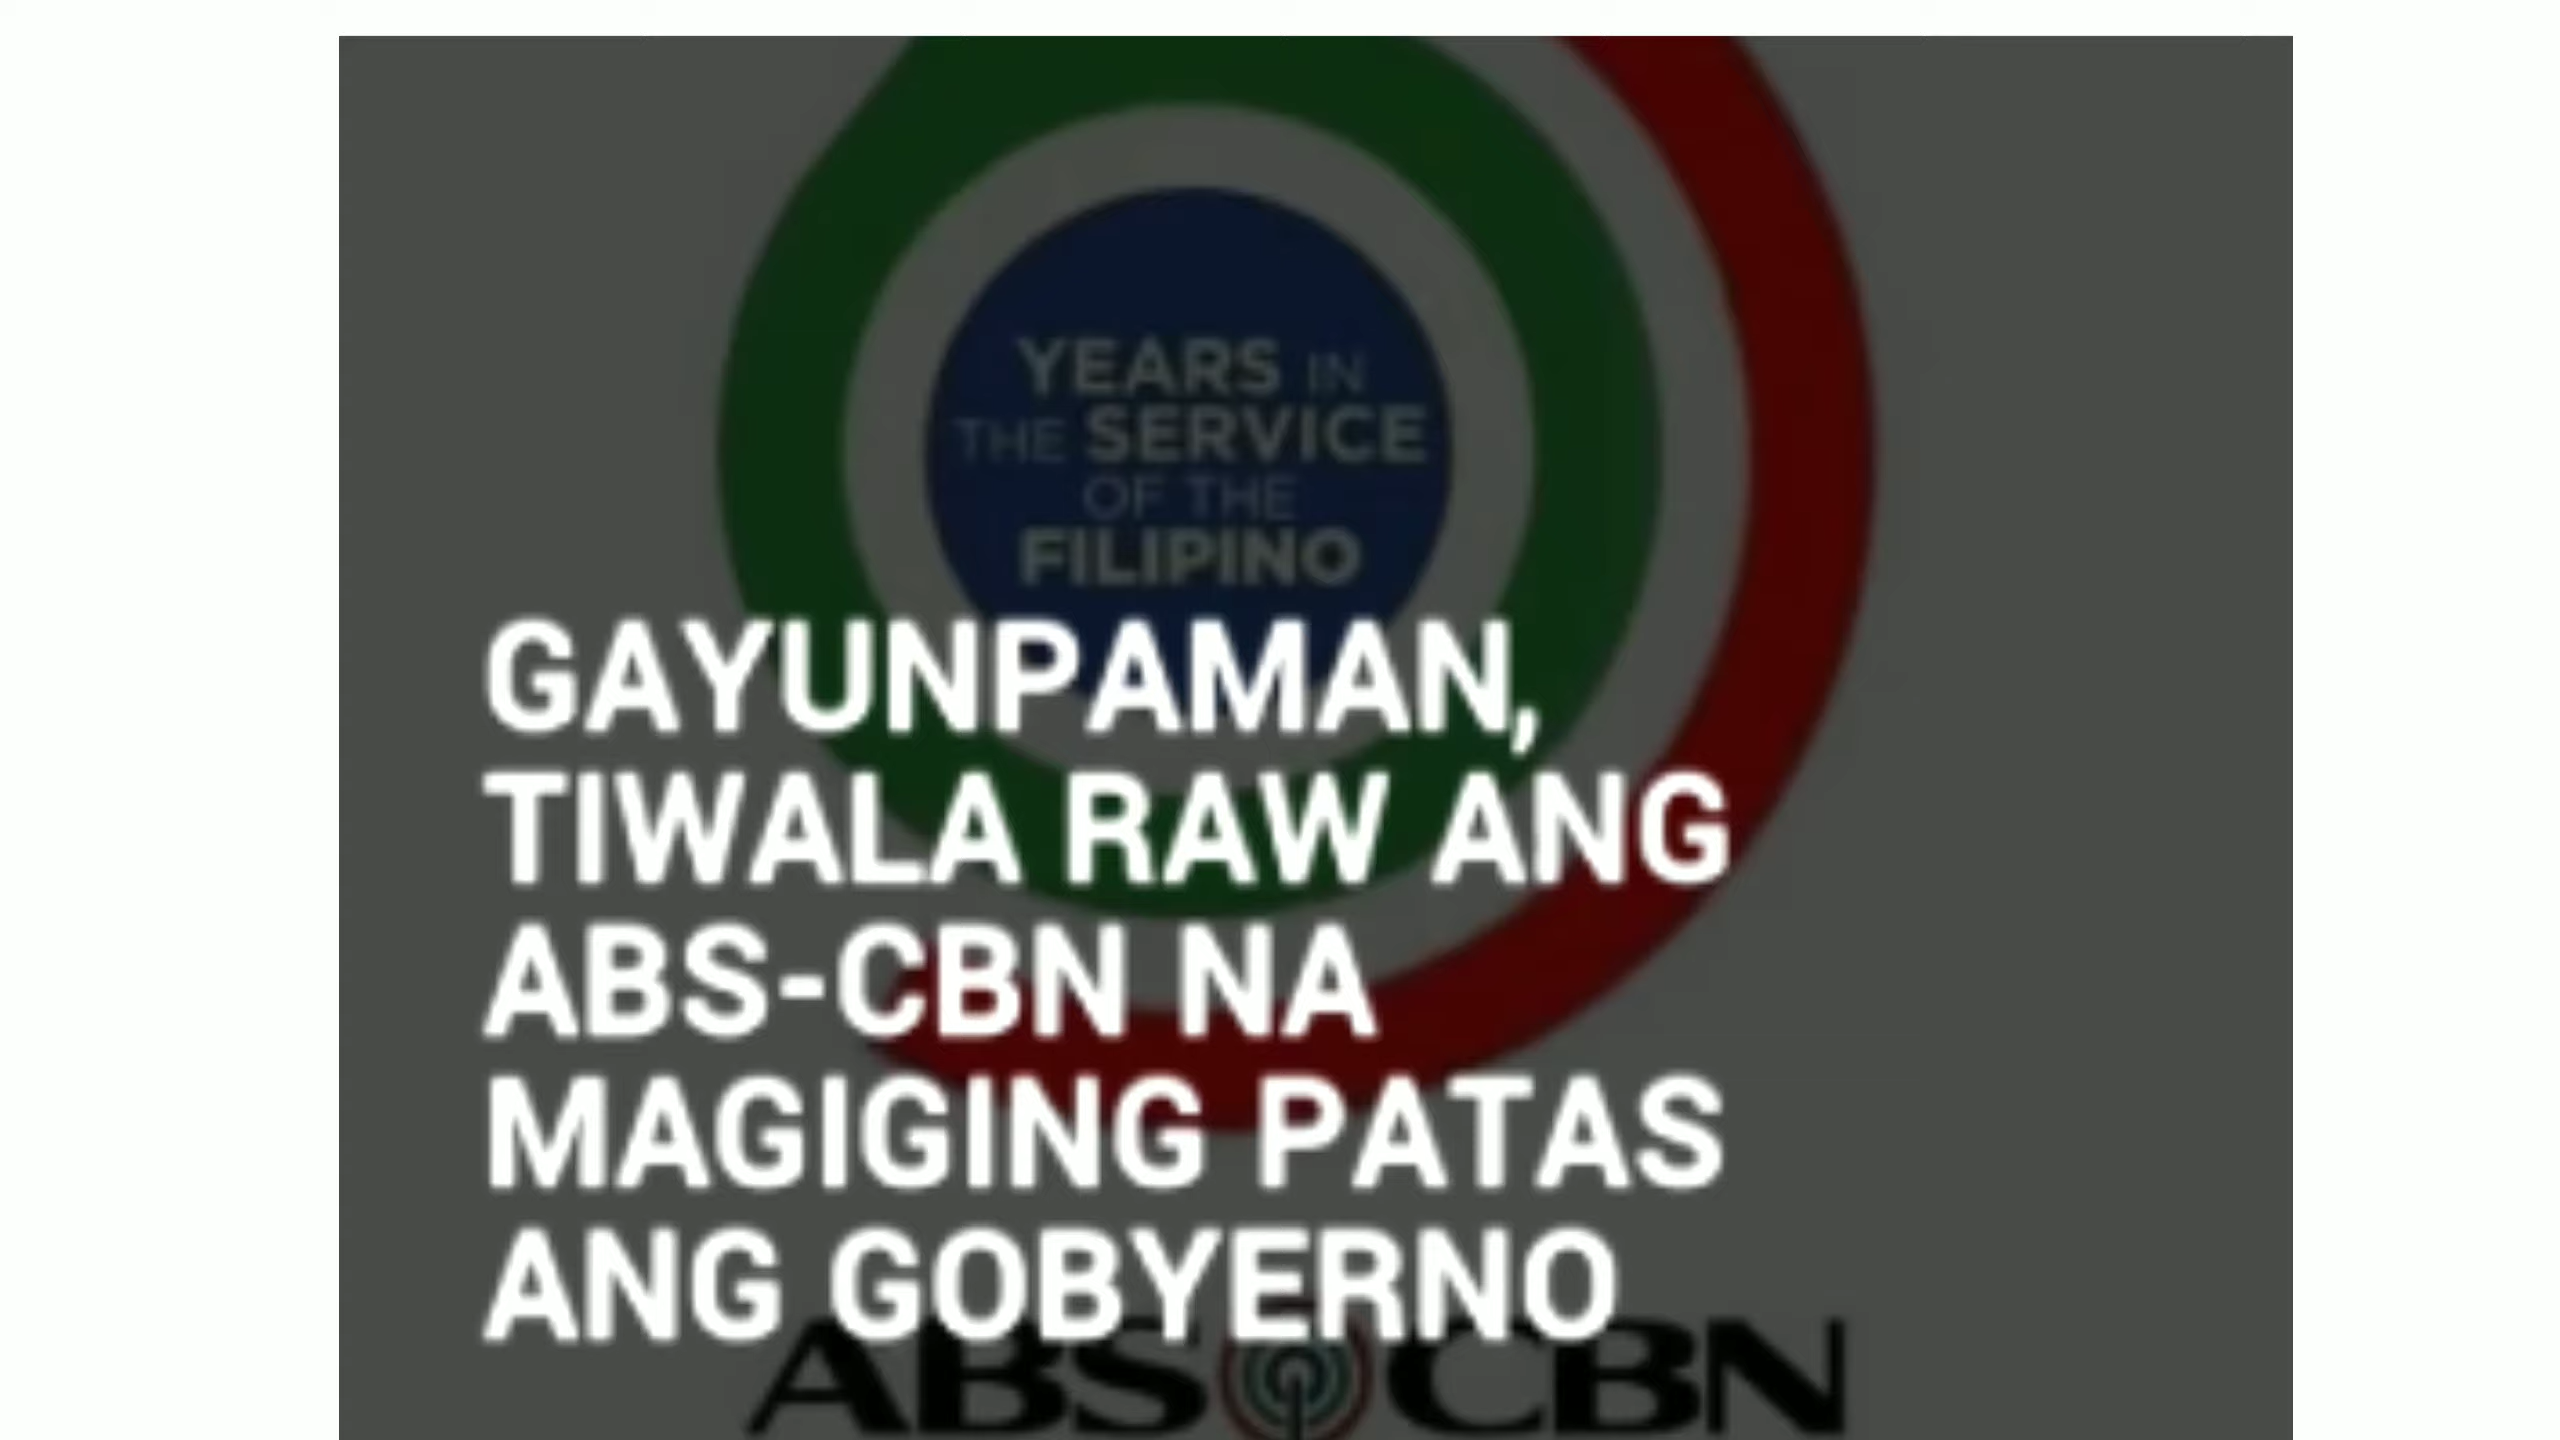 YEARS IN
THE SERVICE
OF THE
FILIPINO
GAYUNPAMAN,
TIWALA RAW ANG
ABS-CBN NA
MAGIGING PATAS
ANG GOBYERNO
ABS CBN